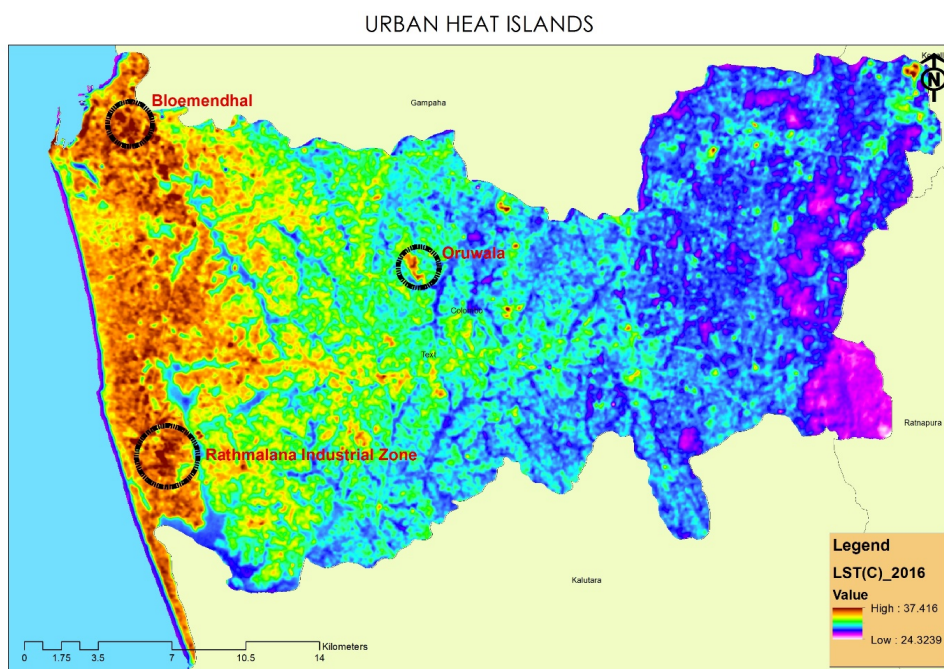 URBAN HEAT ISLANDS
Bloemendhal
Gampaha
N
Oruwala
Colombo
Text
Rathmalana Industrial Zone
Ratnapura
Kalutara
Legend
LST(C)_2016
Value
High : 37.416
Low : 24.3239
Kilometers
0 1.75 3.5 7 10.5 14